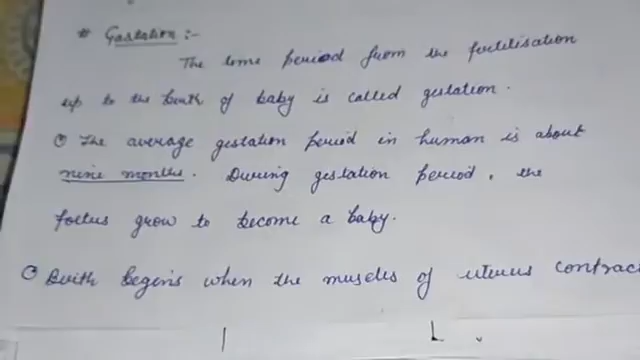 * Gestation :-
The time period from the fertilisation
up to the birth of baby is called gestation.
The average gestation period in human is about
nine months. During gestation period, the
foetus grow to become a baby.
Birth begins when the muscles of uterus contrac